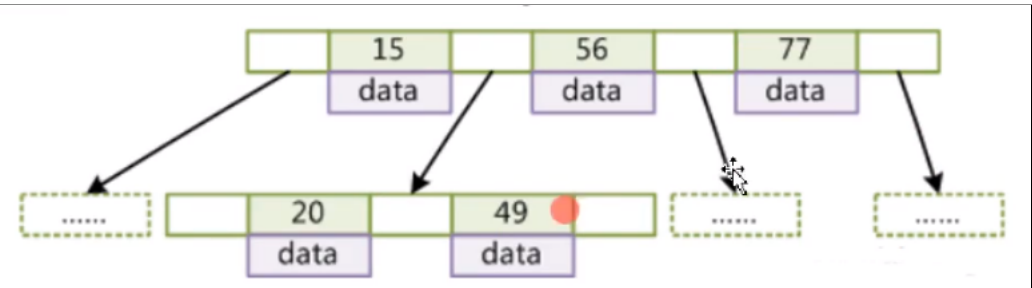 15 56 77
data data data
...... 20 49 ...... ......
data data